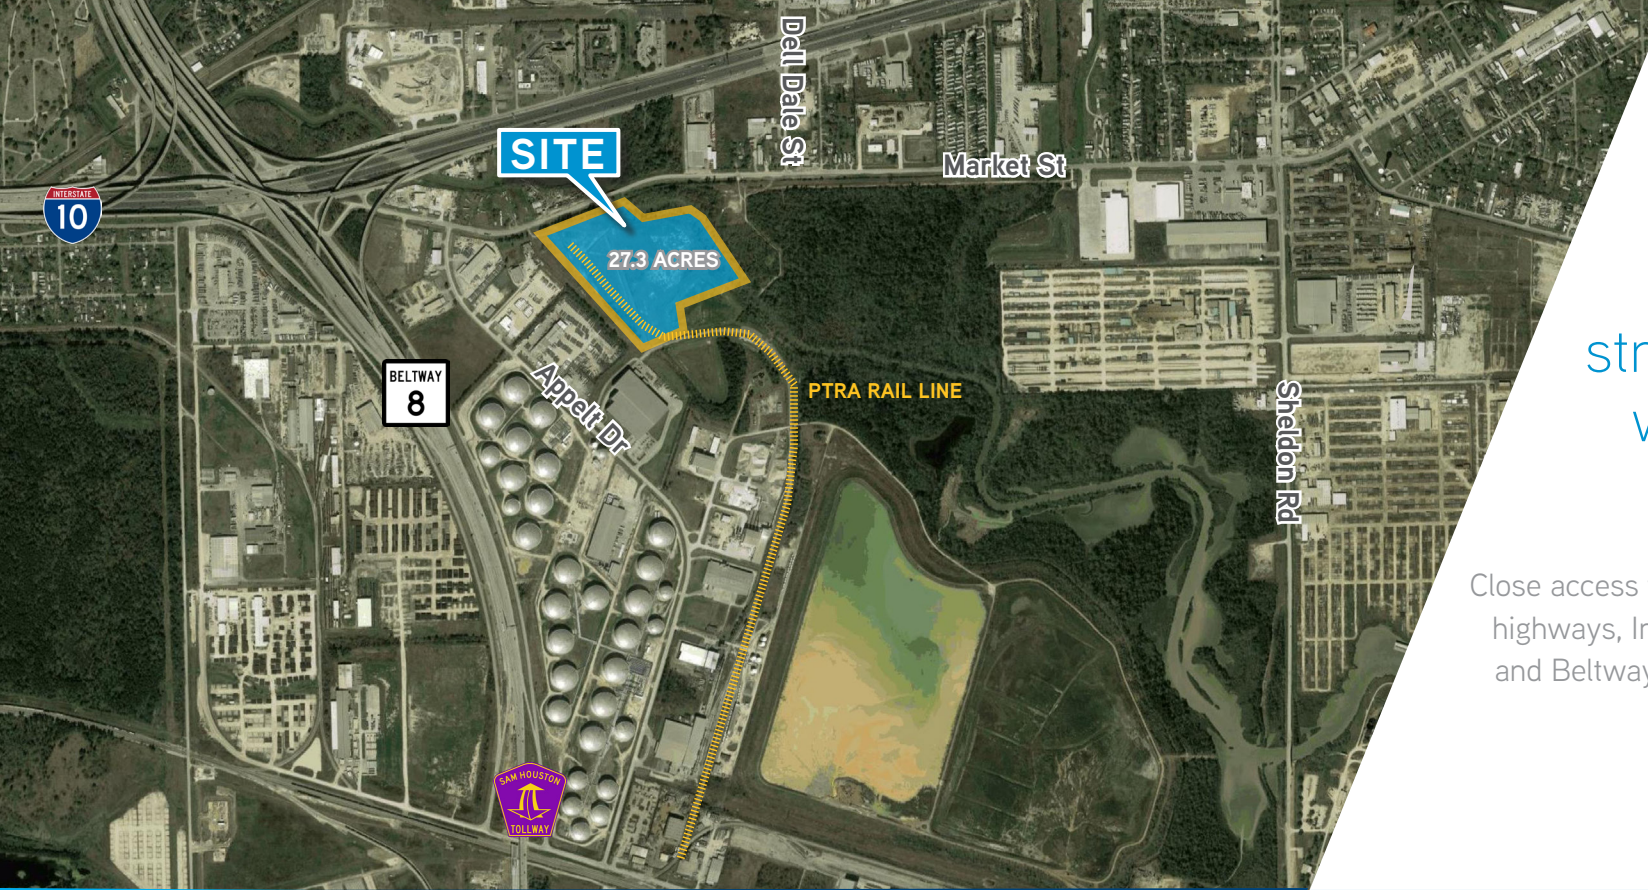 Dell Dale St
SITE
Market St
INTERSTATE
10
27.3 ACRES
BELTWAY
8
Appelt Dr
PTRA RAIL LINE
Sheldon Rd
Close access
highways,
and Beltway
SAM HOUSTON
TOLLWAY